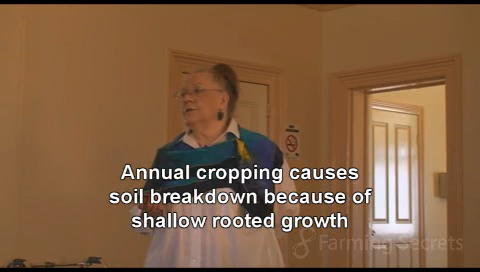 Annual cropping causes
soil breakdown because of
shallow rooted growth
Farming Secrets